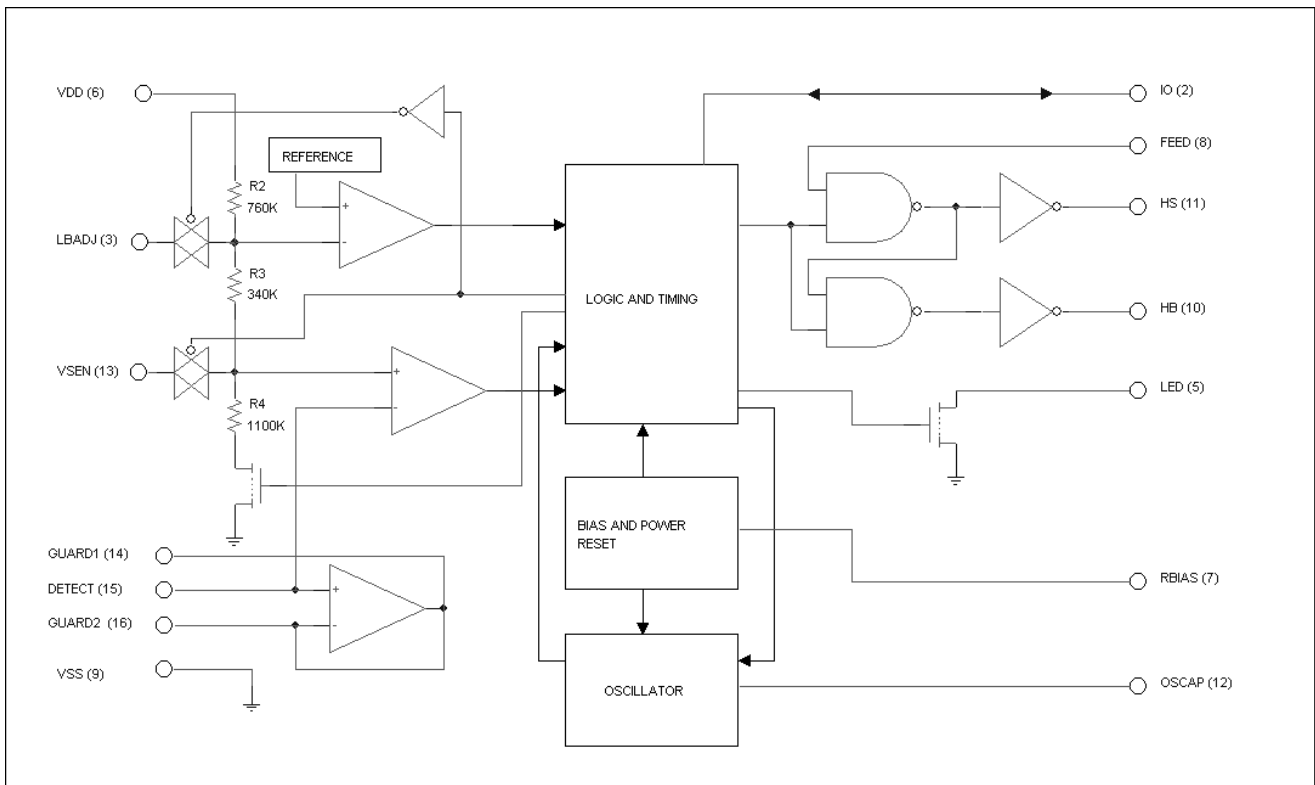 VDD (6)
REFERENCE
R2
760K
LBADJ (3)
R3
340K
VSEN (13)
R4
1100K
GUARD1 (14)
DETECT (15)
GUARD2 (16)
VSS (9)
+
-
+
-
+
-
LOGIC AND TIMING
BIAS AND POWER
RESET
OSCILLATOR
IO (2)
FEED (8)
HS (11)
HB (10)
LED (5)
RBIAS (7)
OSCAP (12)